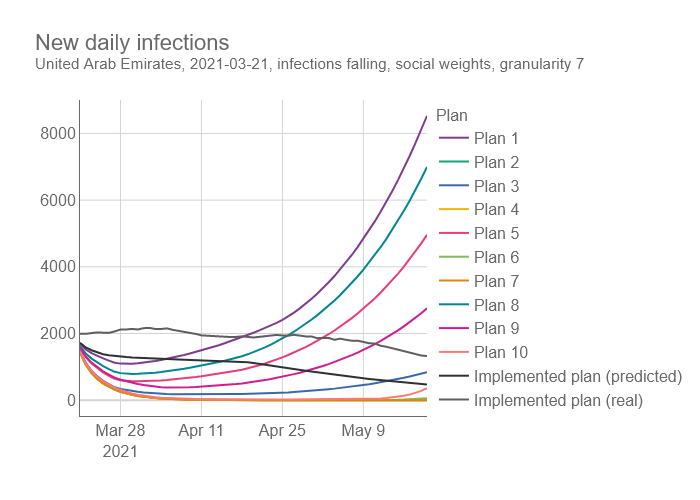 New daily infections
United Arab Emirates, 2021-03-21, infections falling, social weights, granularity 7
Plan
8000
6000
4000
2000
0
Plan 1
Plan 2
Plan 3
Plan 4
Plan 5
Plan 6
Plan 7
Plan 8
Plan 9
Plan 10
Implemented plan (predicted)
Implemented plan (real)
Mar 28 Apr 11 Apr 25 May 9
2021